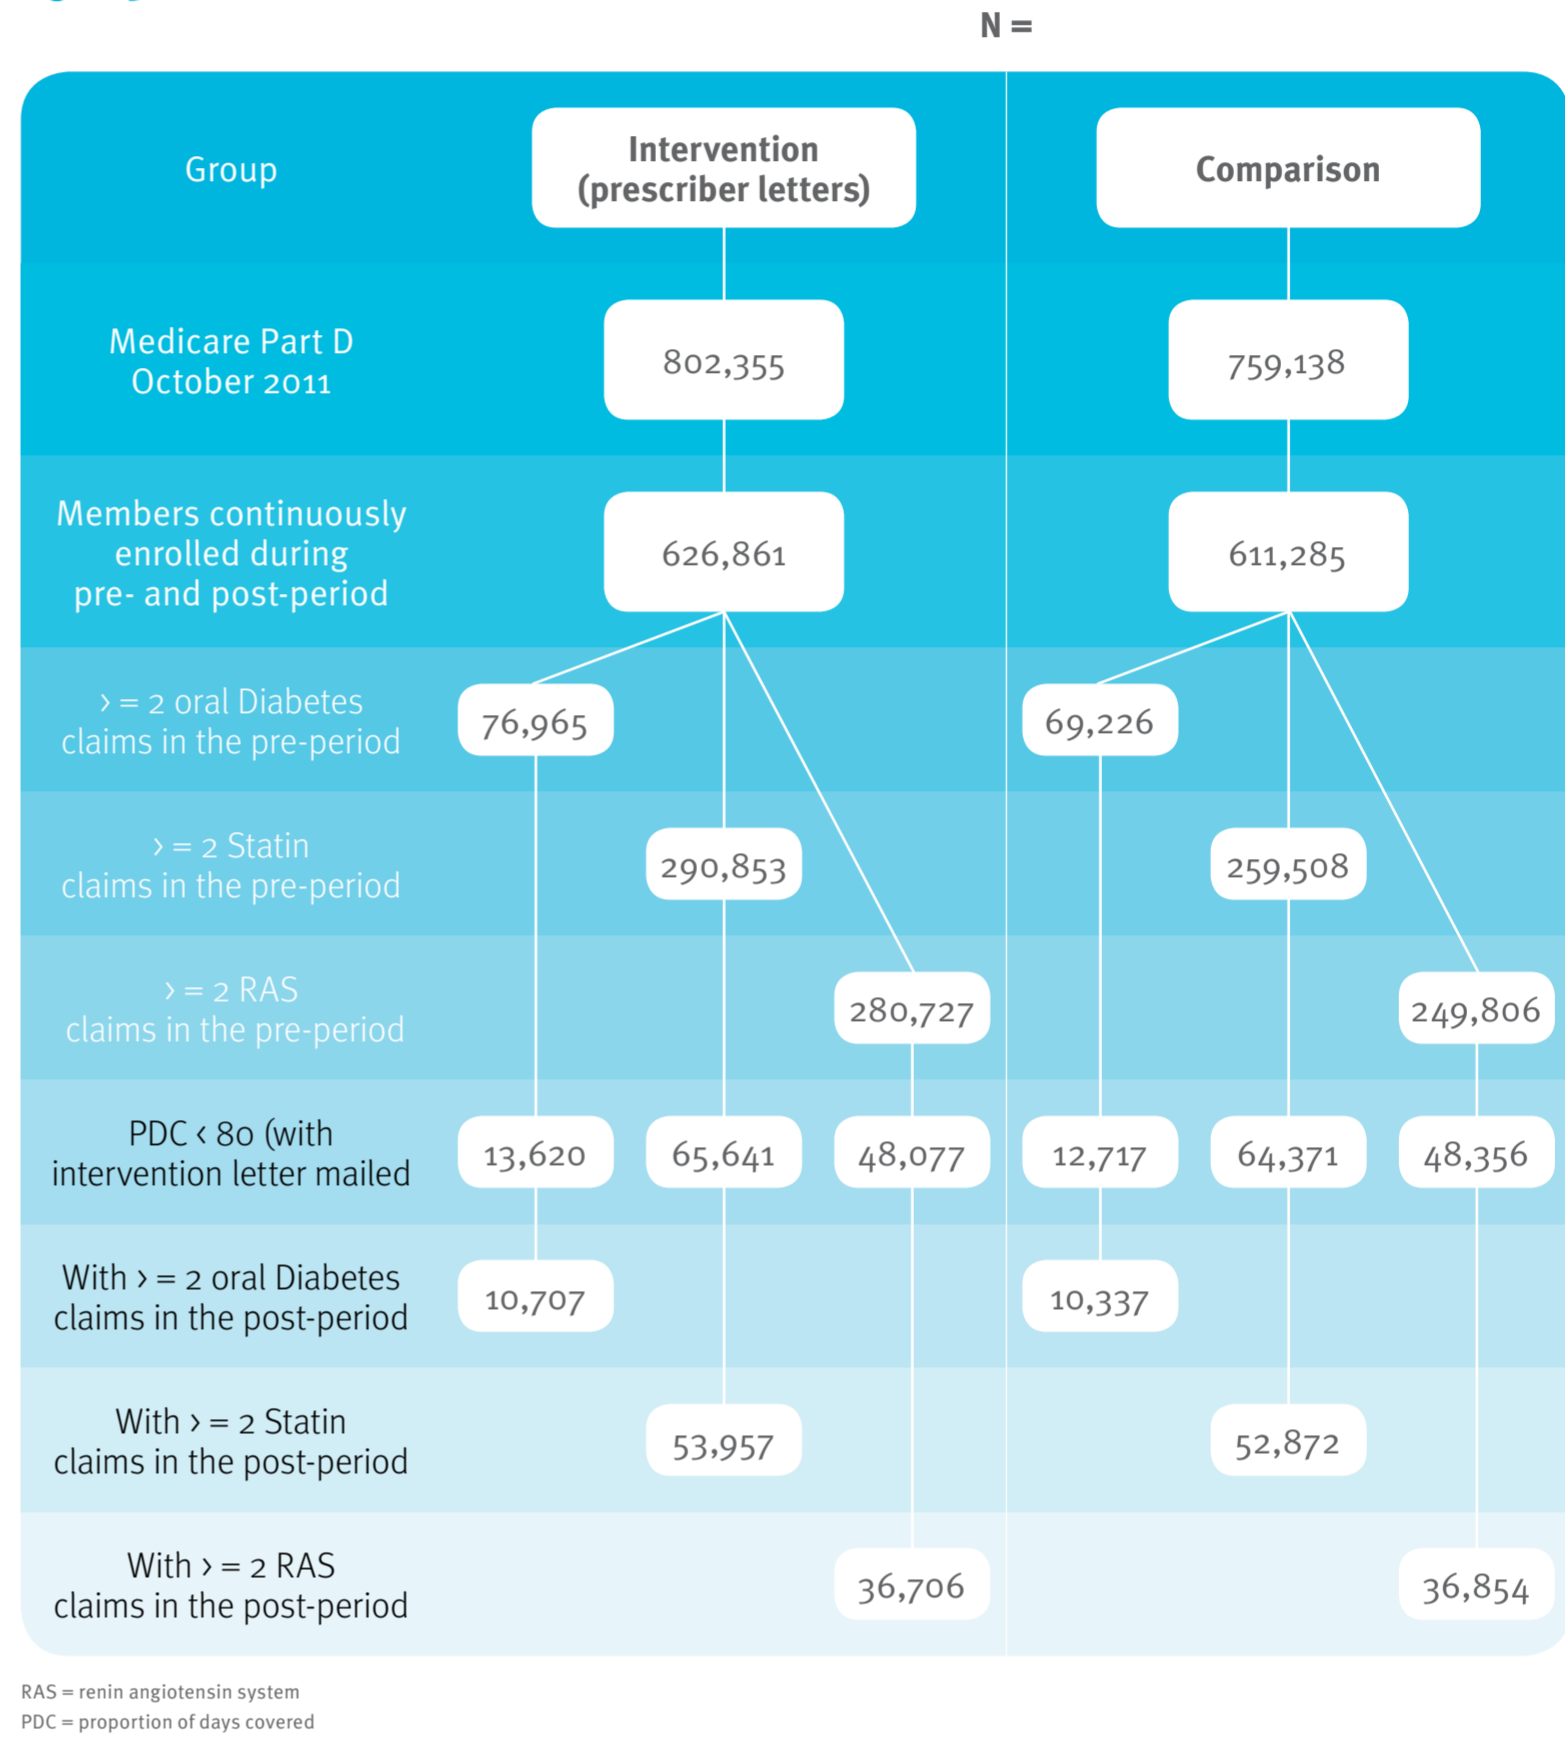 N =
Group
Intervention
(prescriber letters)
Comparison
Medicare Part D
October 2011
802,355
759,138
Members continuously
enrolled during
pre- and post-period
626,861
611,285
> = 2 oral Diabetes
claims in the pre-period
76,965
69,226
> = 2 Statin
claims in the pre-period
290,853
259,508
> = 2 RAS
claims in the pre-period
280,727
249,806
PDC < 80 (with
intervention letter mailed
13,620
65,641
48,077
12,717
64,371
48,356
With > = 2 oral Diabetes
claims in the post-period
10,707
10,337
With > = 2 Statin
claims in the post-period
53,957
52,872
With > = 2 RAS
claims in the post-period
36,706
36,854
RAS = renin angiotensin system
PDC = proportion of days covered